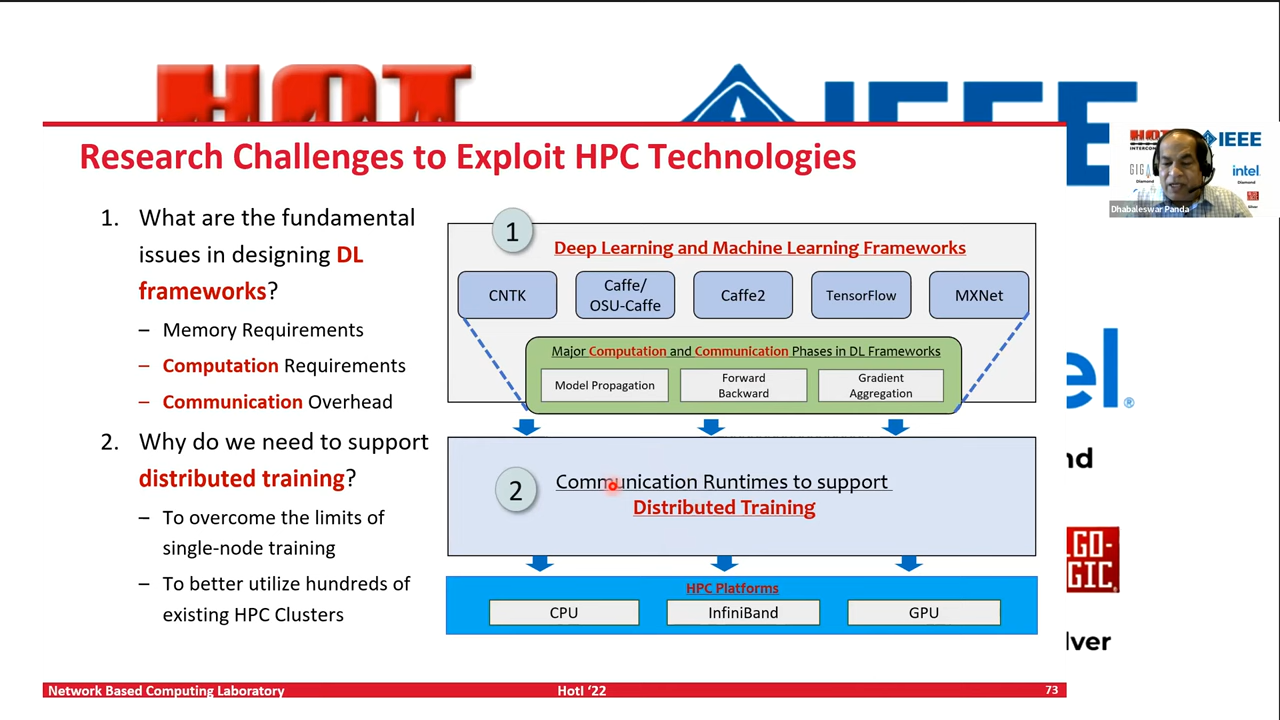 HOT
IEEE
Research Challenges to Exploit HPC Technologies
1. What are the fundamental
issues in designing DL
frameworks?
– Memory Requirements
– Computation Requirements
– Communication Overhead
2. Why do we need to support
distributed training?
– To overcome the limits of
single-node training
– To better utilize hundreds of
existing HPC Clusters
1
Deep Learning and Machine Learning Frameworks
CNTK
Caffe/
OSU-Caffe
Caffe2
TensorFlow
MXNet
Major Computation and Communication Phases in DL Frameworks
Model Propagation
Forward
Backward
Gradient
Aggregation
2
Communication Runtimes to support
Distributed Training
HPC Platforms
CPU
InfiniBand
GPU
Network Based Computing Laboratory
HotI ‘22
73
HOT
IEEE
intel.
Diamond
Silver
Dhabaleswar Panda
el
®
nd
GO-
GIC
lver